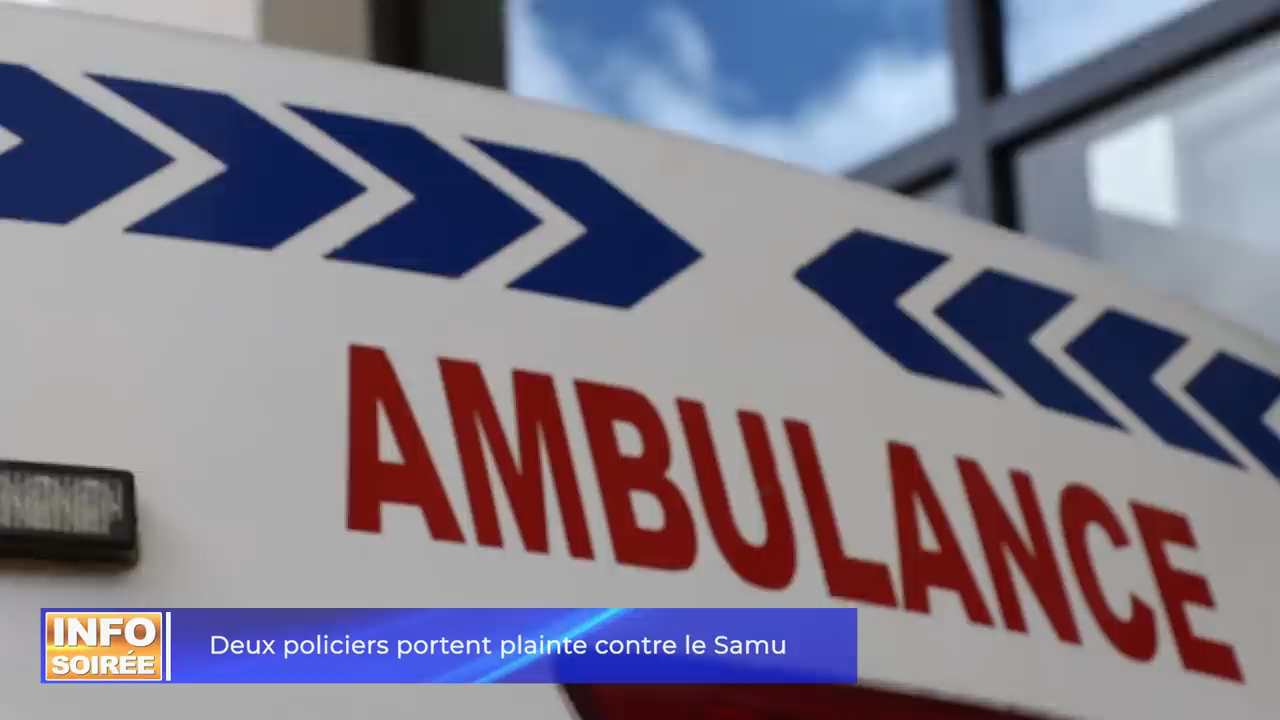 AMBULANCE
INFO
SOIRÉE
Deux policiers portent plainte contre le Samu